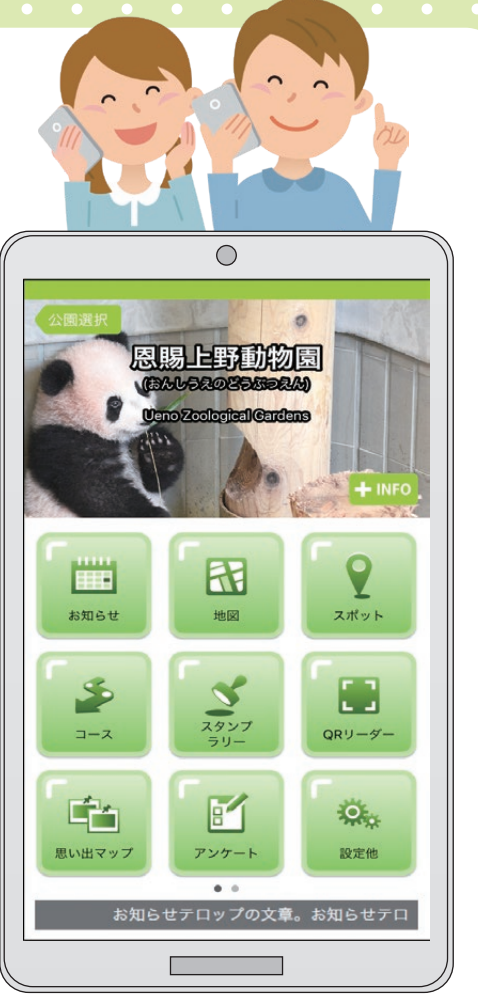 公園選択
恩賜上野動物園
(おんしうえのどうぶつえん)
Ueno Zoological Gardens
+ INFO
お知らせ
地図
スポット
コース
スタンプ
ラリー
QRリーダー
思い出マップ
アンケート
設定他
お知らせテロップの文章。お知らせテロ